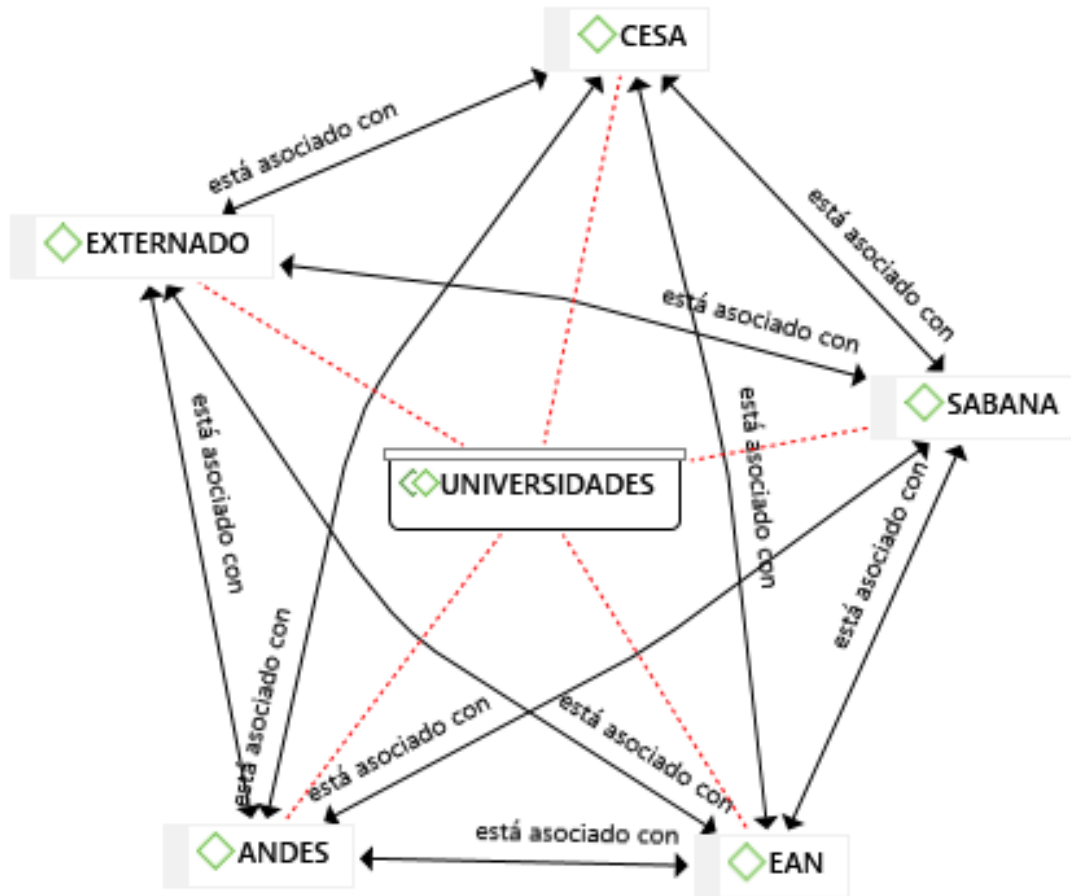 CESA
está asociado con
está asociado con
EXTERNADO
está asociado con
SABANA
está asociado con
está asociado con
UNIVERSIDADES
está asociado con
está asociado con
está asociado con
está asociado con
está asociado con
ANDES
está asociado con
EAN